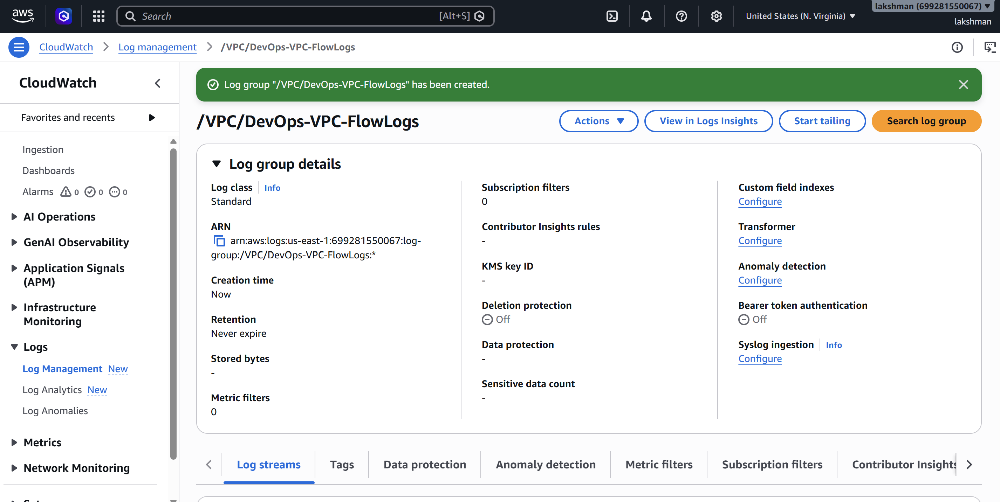 aws
Search
[Alt+S]
United States (N. Virginia)
lakshman (699281550067)
lakshman
CloudWatch
Log management
/VPC/DevOps-VPC-FlowLogs
CloudWatch
Favorites and recents
Ingestion
Dashboards
Alarms 0 0 0
AI Operations
GenAI Observability
Application Signals
(APM)
Infrastructure
Monitoring
Logs
Log Management New
Log Analytics New
Log Anomalies
Metrics
Network Monitoring
Log group "/VPC/DevOps-VPC-FlowLogs" has been created.
/VPC/DevOps-VPC-FlowLogs
Actions
View in Logs Insights
Start tailing
Search log group
Log group details
Log class Info
Standard
ARN
arn:aws:logs:us-east-1:699281550067:log-
group:/VPC/DevOps-VPC-FlowLogs:*
Creation time
Now
Retention
Never expire
Stored bytes
-
Metric filters
0
Subscription filters
0
Contributor Insights rules
-
KMS key ID
-
Deletion protection
Off
Data protection
-
Sensitive data count
-
Custom field indexes
Configure
Transformer
Configure
Anomaly detection
Configure
Bearer token authentication
Off
Syslog ingestion Info
Configure
Log streams
Tags
Data protection
Anomaly detection
Metric filters
Subscription filters
Contributor Insights